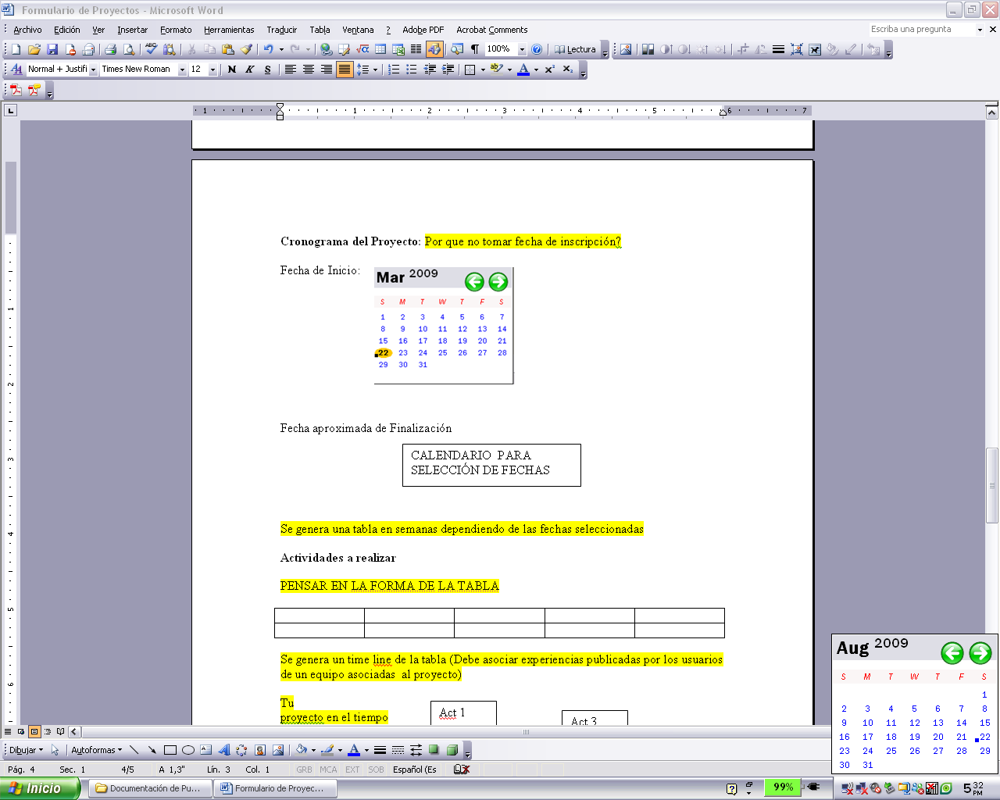 Formulario de Proyectos - Microsoft Word
Archivo Edición Ver Insertar Formato Herramientas Traducir Tabla Ventana ? Adobe PDF Acrobat Comments Escriba una pregunta
100% Lectura
Normal + Justifi Times New Roman 12 N K S
1 1 2 3 4 5 6 7
Cronograma del Proyecto: Por que no tomar fecha de inscripción?
Fecha de Inicio:
Mar 2009
S M T W T F S
1 2 3 4 5 6 7
8 9 10 11 12 13 14
15 16 17 18 19 20 21
22 23 24 25 26 27 28
29 30 31
Fecha aproximada de Finalización
CALENDARIO PARA
SELECCIÓN DE FECHAS
Se genera una tabla en semanas dependiendo de las fechas seleccionadas
Actividades a realizar
PENSAR EN LA FORMA DE LA TABLA
Se genera un time line de la tabla (Debe asociar experiencias publicadas por los usuarios
de un equipo asociadas al proyecto)
Tu
proyecto en el tiempo
Act 1
Act 3
Aug 2009
S M T W T F S
1
2 3 4 5 6 7 8
9 10 11 12 13 14 15
16 17 18 19 20 21 22
23 24 25 26 27 28 29
30 31
Dibujar Autoformas
Pág. 4 Sec. 1 4/5 A 1,3" Lín. 3 Col. 1 GRB MCA EXT SOB Español (Es
Inicio Documentación de Pu... Formulario de Proyec... 99% 5:32 PM